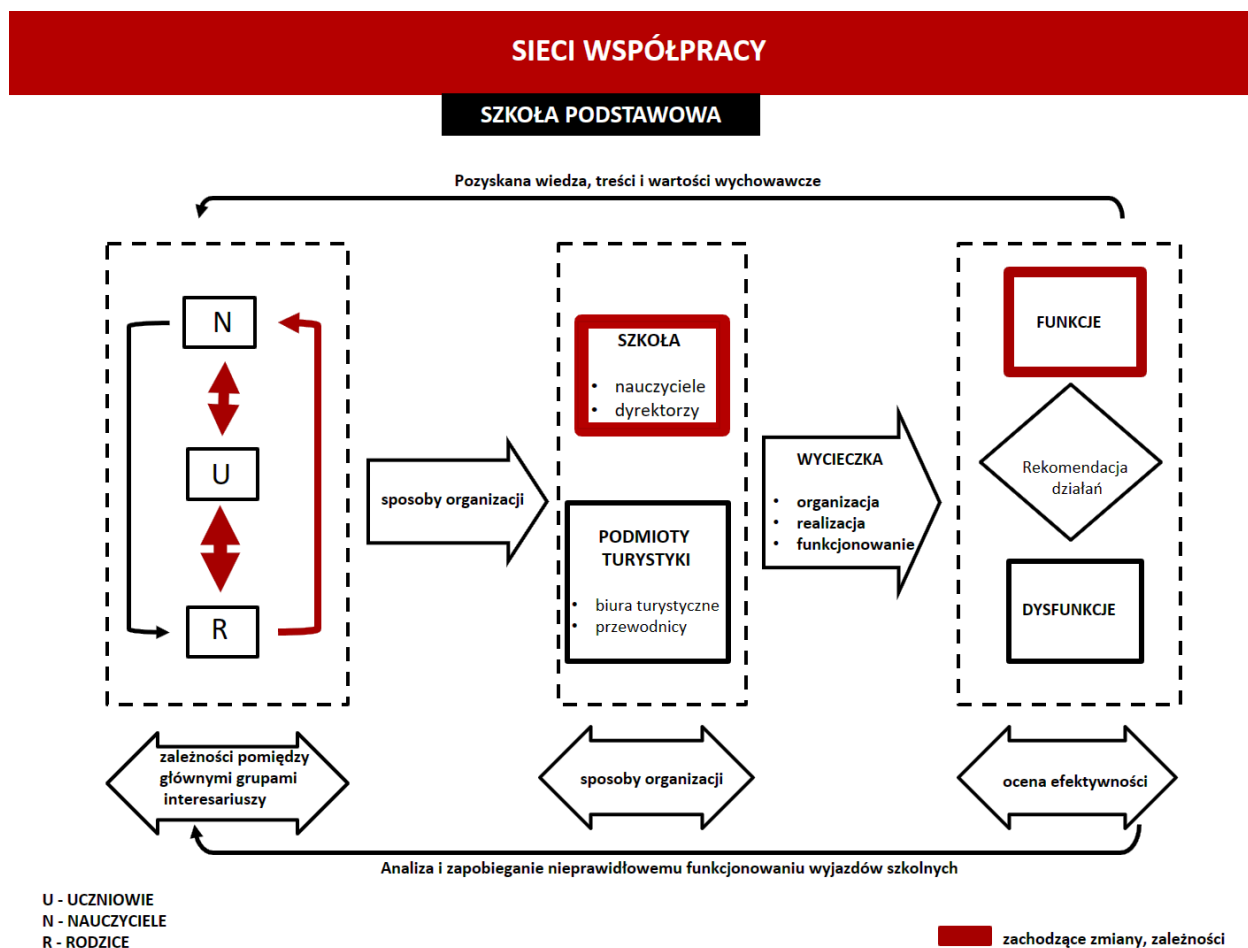 SIECI WSPÓŁPRACY
SZKOŁA PODSTAWOWA
Pozyskana wiedza, treści i wartości wychowawcze
N
U
R
sposoby organizacji
SZKOŁA
• nauczyciele
• dyrektorzy
PODMIOTY
TURYSTYKI
• biura turystyczne
• przewodnicy
WYCIECZKA
• organizacja
• realizacja
• funkcjonowanie
FUNKCJE
Rekomendacja
działań
DYSFUNKCJE
zależności pomiędzy
głównymi grupami
interesariuszy
sposoby organizacji
ocena efektywności
Analiza i zapobieganie nieprawidłowemu funkcjonowaniu wyjazdów szkolnych
U - UCZNIOWIE
N - NAUCZYCIELE
R - RODZICE
zachodzące zmiany, zależności